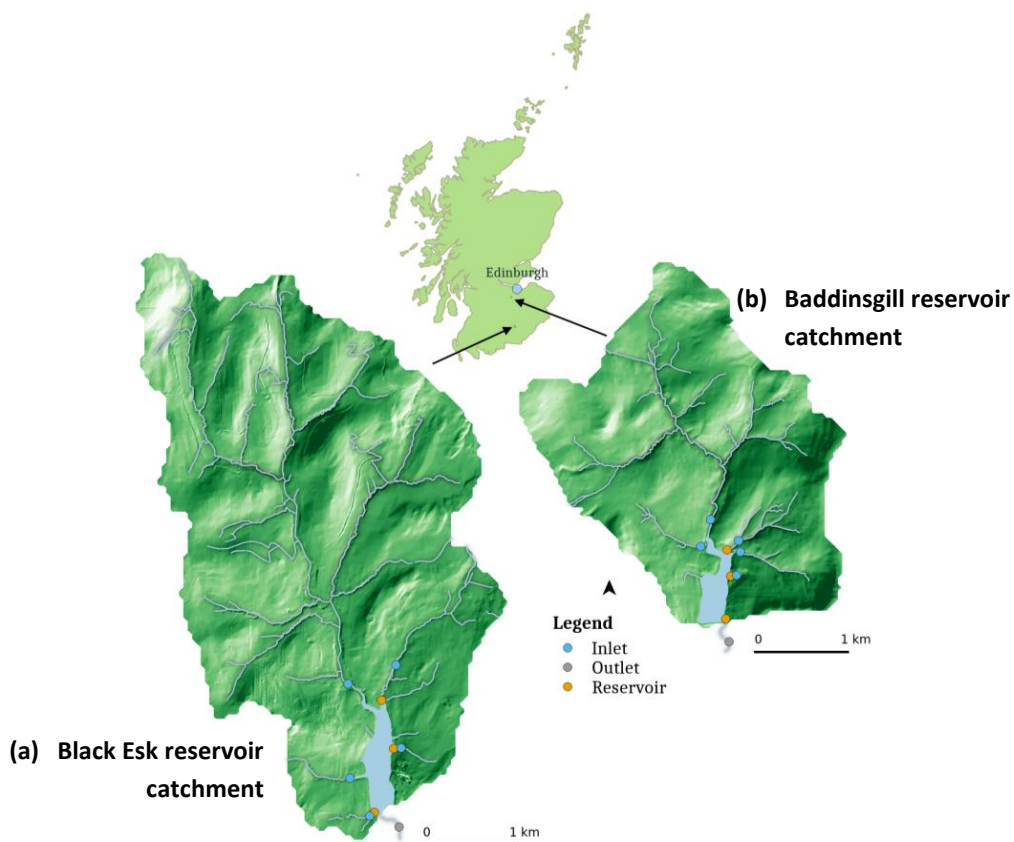 Edinburgh
(b) Baddinsgill reservoir
catchment
Legend
Inlet
Outlet
Reservoir
0 1 km
(a) Black Esk reservoir
catchment
0 1 km